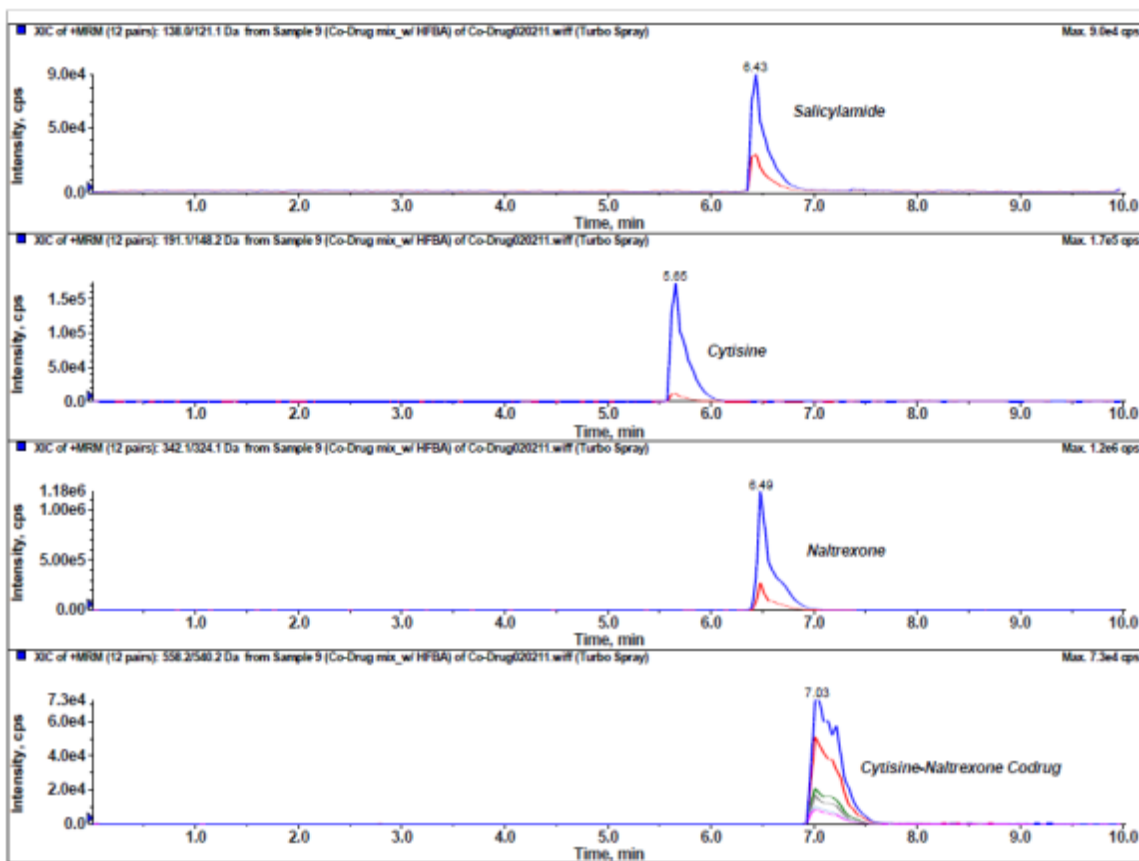 XIC of +MRM (12 pairs): 138.0/121.1 Da from Sample 9 (Co-Drug mix_w/ HFBA) of Co-Drug020211.wiff (Turbo Spray) Max. 9.0e4 cps
6.43
9.0e4
Salicylamide
5.0e4
0.0
Intensity, cps
1.0 2.0 3.0 4.0 5.0 6.0 7.0 8.0 9.0 10.0
Time, min
XIC of +MRM (12 pairs): 191.1/148.2 Da from Sample 9 (Co-Drug mix_w/ HFBA) of Co-Drug020211.wiff (Turbo Spray) Max. 1.7e5 cps
5.65
1.5e5
1.0e5
Cytisine
5.0e4
0.0
Intensity, cps
1.0 2.0 3.0 4.0 5.0 6.0 7.0 8.0 9.0 10.0
Time, min
XIC of +MRM (12 pairs): 342.1/324.1 Da from Sample 9 (Co-Drug mix_w/ HFBA) of Co-Drug020211.wiff (Turbo Spray) Max. 1.2e6 cps
6.49
1.18e6
1.00e6
Naltrexone
5.00e5
0.00
Intensity, cps
1.0 2.0 3.0 4.0 5.0 6.0 7.0 8.0 9.0 10.0
Time, min
XIC of +MRM (12 pairs): 558.2/540.2 Da from Sample 9 (Co-Drug mix_w/ HFBA) of Co-Drug020211.wiff (Turbo Spray) Max. 7.3e4 cps
7.03
7.3e4
6.0e4
4.0e4
Cytisine-Naltrexone Codrug
2.0e4
0.0
Intensity, cps
1.0 2.0 3.0 4.0 5.0 6.0 7.0 8.0 9.0 10.0
Time, min